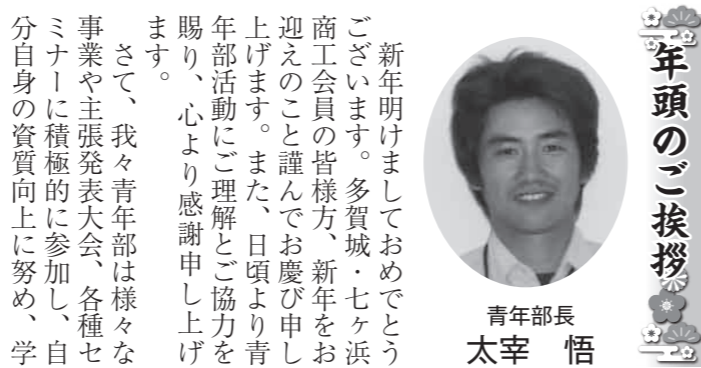 年頭のご挨拶
青年部長
太宰　悟
　新年明けましておめでとう
ございます。多賀城・七ヶ浜
商工会員の皆様方、新年をお
迎えのこと謹んでお慶び申し
上げます。また、日頃より青
年部活動にご理解とご協力を
賜り、心より感謝申し上げ
ます。
　さて、我々青年部は様々な
事業や主張発表大会、各種セ
ミナーに積極的に参加し、自
分自身の資質向上に努め、学